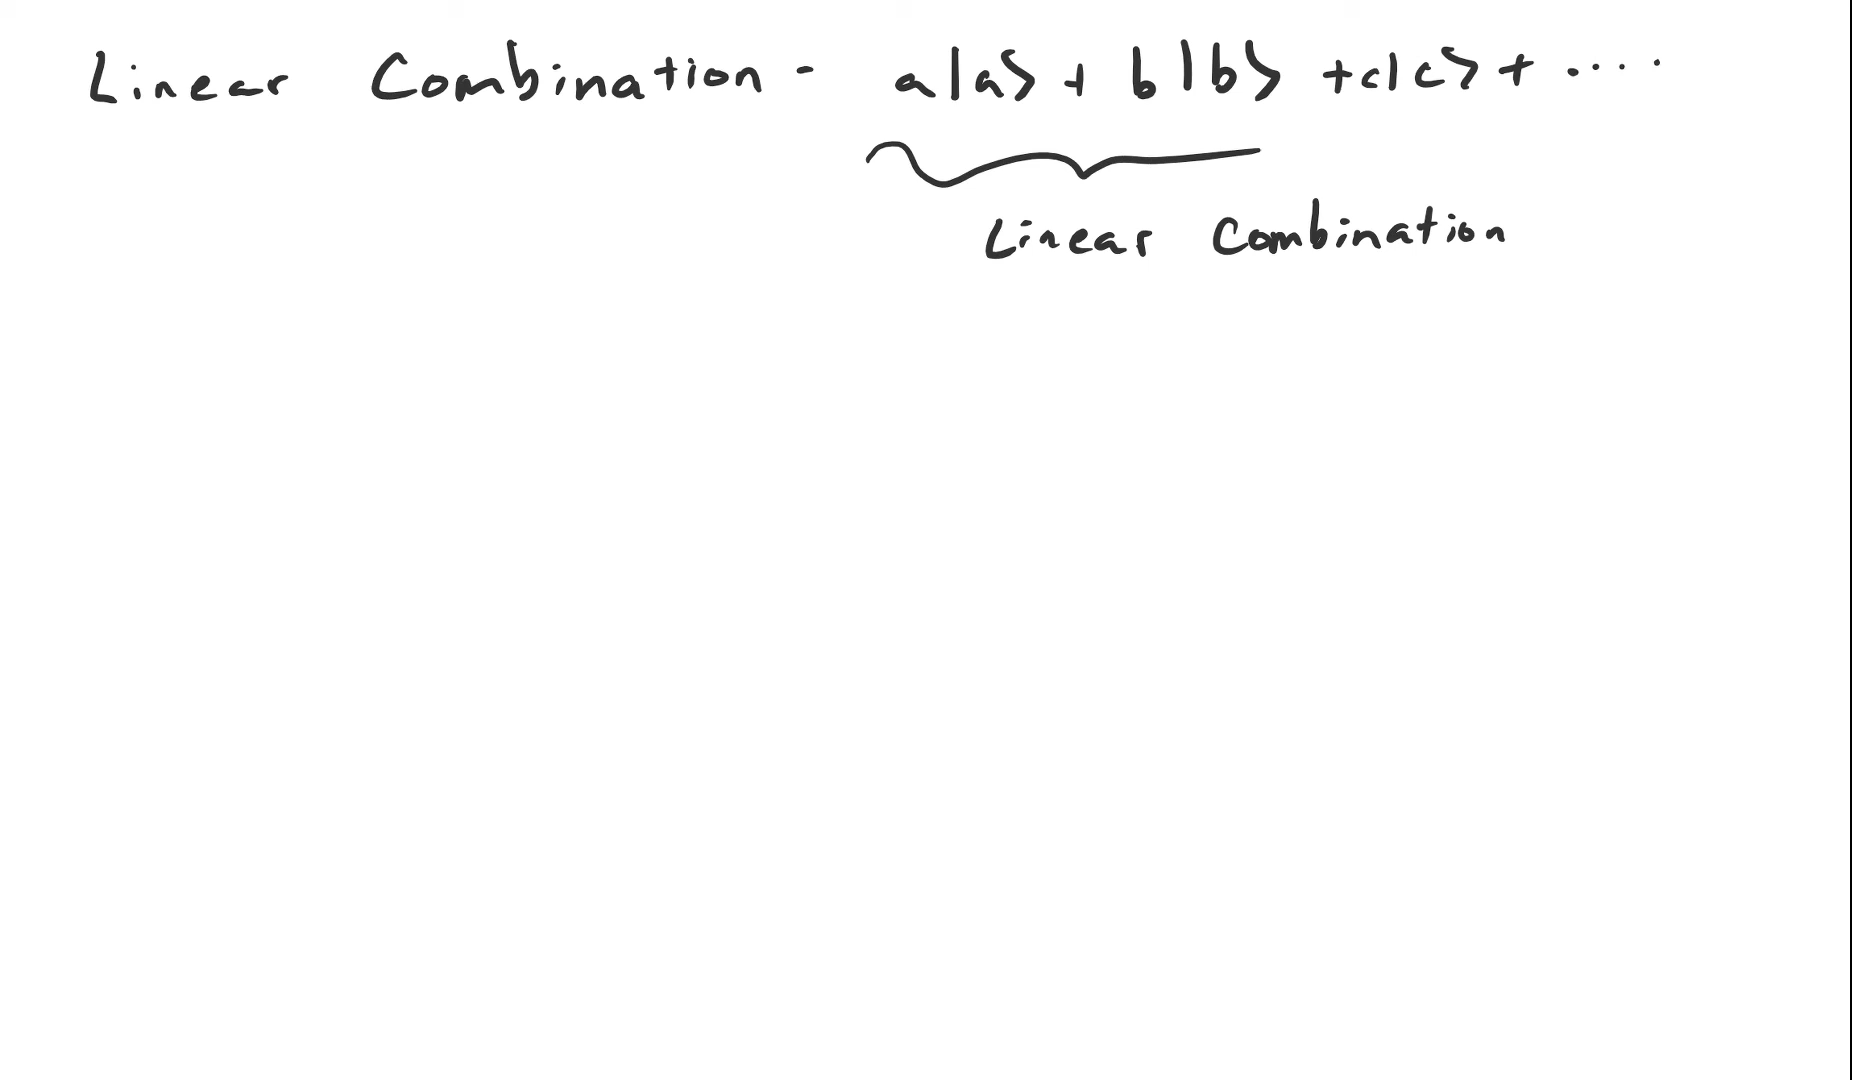 Linear Combination - a|a> + b|b> + c|c> + ....
Linear Combination